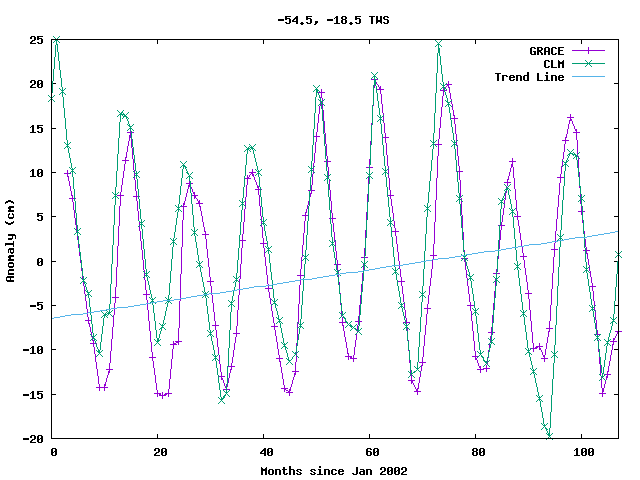 -54.5, -18.5 TWS
GRACE
CLM
Trend Line
25
20
15
10
5
0
-5
-10
-15
-20
Anomaly (cm)
0 20 40 60 80 100
Months since Jan 2002